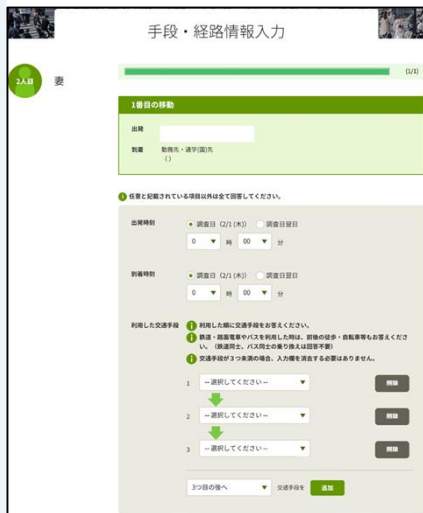 手段・経路情報入力
2人目
妻
(1/1)
1番目の移動
出発
到着 勤務先・通学(園)先
( )
任意と記載されている項目以外は全て回答してください。
出発時刻 調査日 (2/1 (木)) 調査日翌日
0 時 00 分
到着時刻 調査日 (2/1 (木)) 調査日翌日
0 時 00 分
利用した交通手段 利用した順に交通手段をお答えください。
鉄道・路面電車やバスを利用した時は、前後の徒歩・自転車等もお答えくださ
い。（鉄道同士、バス同士の乗り換えは回答不要）
交通手段が３つ未満の場合、入力欄を消去する必要はありません。
1 -- 選択してください -- 削除
2 -- 選択してください -- 削除
3 -- 選択してください -- 削除
3つ目の後へ 交通手段を 追加